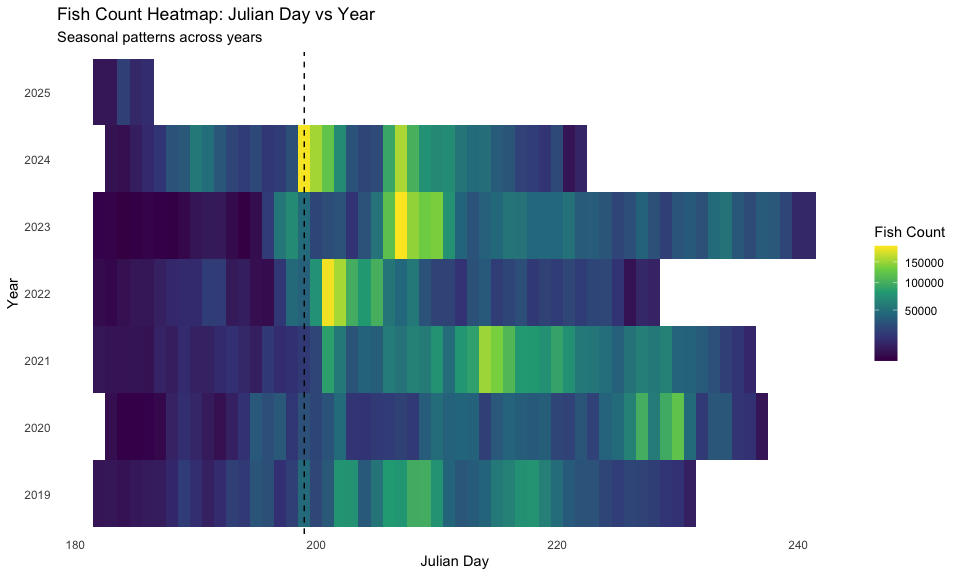 Fish Count Heatmap: Julian Day vs Year
Seasonal patterns across years
2025
2024
2023
2022
2021
2020
2019
Year
180 200 220 240
Julian Day
Fish Count
150000
100000
50000